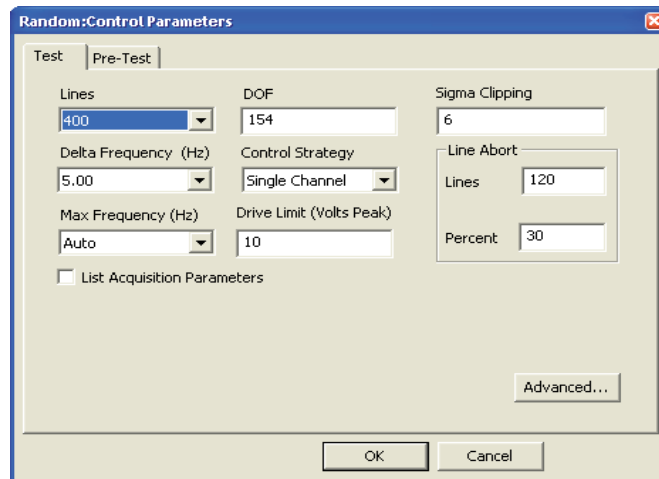 Random:Control Parameters
Test
Pre-Test
Lines
400
DOF
154
Sigma Clipping
6
Delta Frequency (Hz)
5.00
Control Strategy
Single Channel
Line Abort
Lines
120
Percent
30
Max Frequency (Hz)
Auto
Drive Limit (Volts Peak)
10
List Acquisition Parameters
Advanced...
OK
Cancel